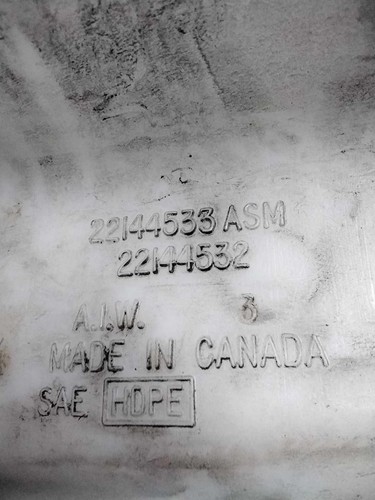 22144533 ASM
22144532
A.I.W. 3
MADE IN CANADA
SAE HDPE